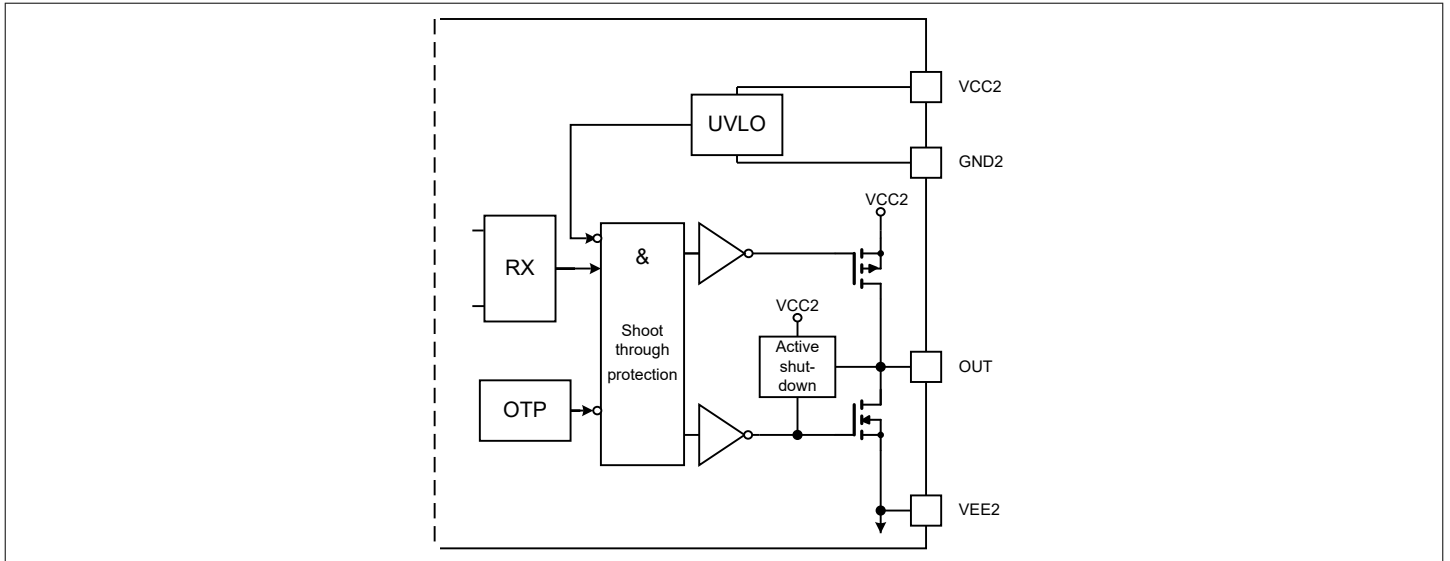 VCC2
UVLO
GND2
VCC2
RX
&
VCC2
Shoot
through
protection
Active
shut-
down
OUT
OTP
VEE2